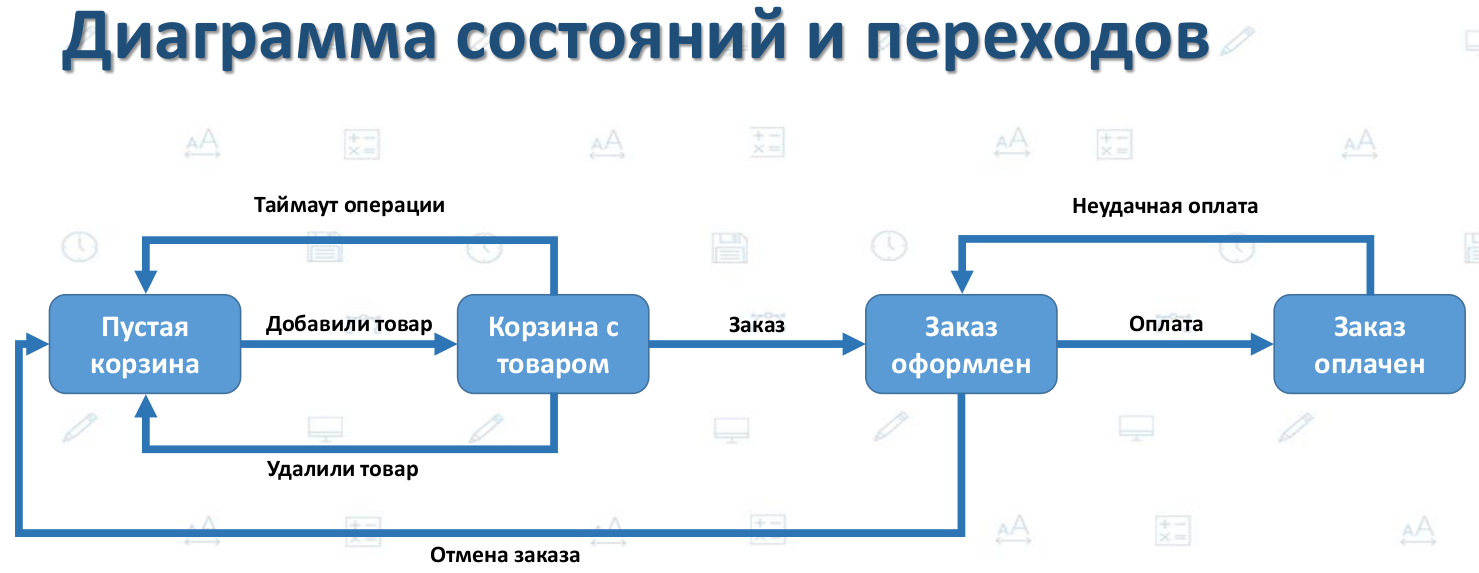 Диаграмма состояний и переходов
Таймаут операции
Неудачная оплата
Пустая
корзина
Добавили товар
Корзина с
товаром
Заказ
Заказ
оформлен
Оплата
Заказ
оплачен
Удалили товар
Отмена заказа